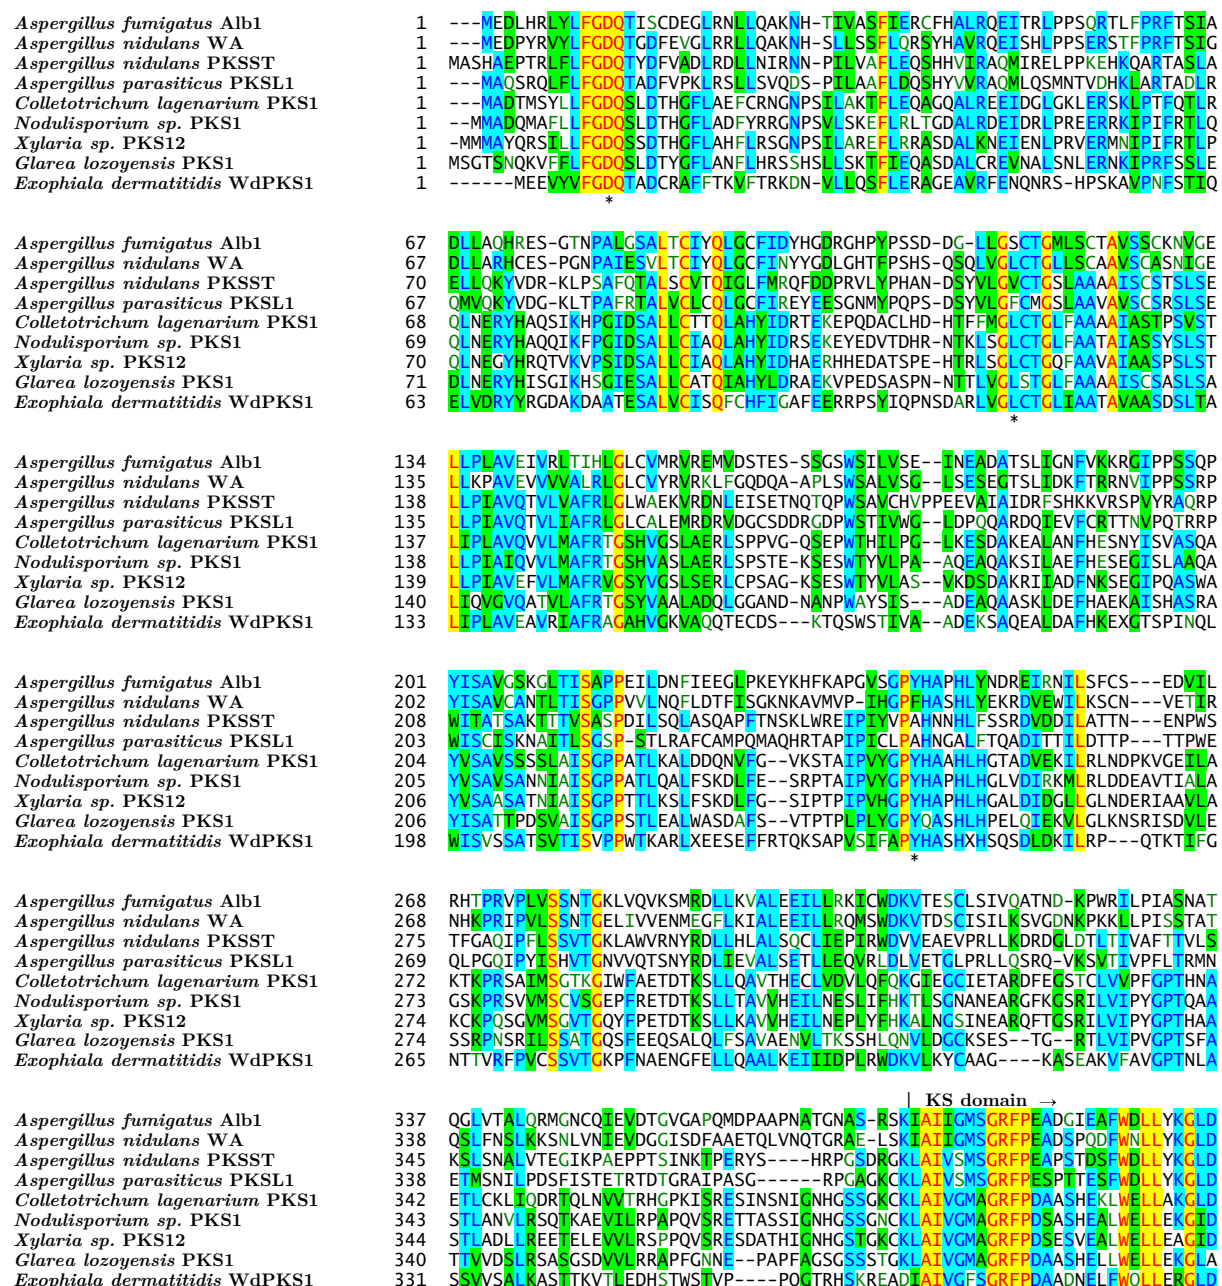 Aspergillus fumigatus Alb1 1 ---MEDLHRLYLFGDQTISCDEGLRNLLQAKNH-TIVASFIERCFHALRQEITRLPPSQRTLFPRFTSIA
Aspergillus nidulans WA 1 ---MEDPYRVYLFGDQTGDFEVGLRRLLQAKNH-SLLSSFLQRSYHAVRQEISHLPPSERSTFPRFTSIG
Aspergillus nidulans PKSST 1 MASHAEPTRLFLFGDQTYDFVADLRDLLNIRNN-PILVAFLEQSHHVIRAQMIRELPPKEHKQARTASLA
Aspergillus parasiticus PKSL1 1 ---MAQSRQLFLFGDQTADFVPKLRSLLSVQDS-PILAAFLDQSHYVVRAQMLQSMNTVDHKLARTADLR
Colletotrichum lagenarium PKS1 1 ---MADTMSYLLFGDQSLDTHGFLAEFCRNGNPSILAKTFLEQAGQALREEIDGLGKLERSKLPTFQTLR
Nodulisporium sp. PKS1 1 --MMADQMAFLLFGDQSLDTHGFLADFYRRGNPSVLSKEFLRLTGDALRDEIDRLPREERRKIPIFRTLQ
Xylaria sp. PKS12 1 -MMMAYQRSILLFGDQSSDTHGFLAHFLRSGNPSILAREFLRRASDALKNEIENLPRVERMNIPIFRTLP
Glarea lozoyensis PKS1 1 MSGTSNQKVFFLFGDQSLDTYGFLANFLHRSSHSLLSKTFIEQASDALCREVNALSNLERNKIPRFSSLE
Exophiala dermatitidis WdPKS1 1 ------MEEVYVFGDQTADCRAFFTKVFTRKDN-VLLQSFLERAGEAVRFENQNRS-HPSKAVPNFSTIQ
*
Aspergillus fumigatus Alb1 67 DLLAQHRES-GTNPALGSALTCIYQLGCFIDYHGDRGHPYPSSD-DG-LLGSCTGMLSCTAVSSCKNVGE
Aspergillus nidulans WA 67 DLLARHCES-PGNPAIESVLTCIYQLGCFINYYGDLGHTFPSHS-QSQLVGLCTGLLSCAAVSCASNIGE
Aspergillus nidulans PKSST 70 ELLQKYVDR-KLPSAFQTALSCVTQIGLFMRQFDDPRVLYPHAN-DSYVLGVCTGSLAAAAISCSTSLSE
Aspergillus parasiticus PKSL1 67 QMVQKYVDG-KLTPAFRTALVCLCQLGCFIREYEESGNMYPQPS-DSYVLGFCMGSLAAVAVSCSRSLSE
Colletotrichum lagenarium PKS1 68 QLNERYHAQSIKHPGIDSALLCTTQLAHYIDRTEKEPQDACLHD-HTFFMGLCTGLFAAAAIASTPSVST
Nodulisporium sp. PKS1 69 QLNERYHAQQIKFPGIDSALLCIAQLAHYIDRSEKEYEDVTDHR-NTKLSGLCTGLFAAAAIASSYSLST
Xylaria sp. PKS12 70 QLNEGYHRQTVKVPSIDSALLCIAQLAHYIDHAERHHEDATSPE-HTRLSGLCTGQFAAVAIAASPSLST
Glarea lozoyensis PKS1 71 DLNERYHISGIKHSGIESALLCATQIAHYLDRAEKVPEDSASPN-NTTLVGLSTGLFAAAAISCSASLSA
Exophiala dermatitidis WdPKS1 63 ELVDRYYRGDAKDAATESALVCISQFCHFIGAFEERRPSYIQPNSDARLVGLCTGLIAATAVAASDSLTA
*
Aspergillus fumigatus Alb1 134 LLPLAVEIVRLTIHLGLCVMRVREMVDSTES-SSGSWSILVSE--INEADATSLIGNFVKKRGIPPSSQP
Aspergillus nidulans WA 135 LLKPAVEVVVVALRLGLCVYRVRKLFGQDQA-APLSWSALVSG--LSESEGTSLIDKFTRRNVIPPSSRP
Aspergillus nidulans PKSST 138 LLPIAVQTVLVAFRLGLWAEKVRDNLEISETNQTQPWSAVCHVPPEEVAIAIDRFSHKKVRSPVYRAQRP
Aspergillus parasiticus PKSL1 135 LLPIAVQTVLIAFRLGLCALEMRDRVDGCSDDRGDPWSTIVWG--LDPQQARDQIEVFCRTTNVPQTRRP
Colletotrichum lagenarium PKS1 137 LIPLAVQVVLMAFRTGSHVGSLAERLSPPVG-QSEPWTHILPG--LKESDAKEALANFHESNYISVASQA
Nodulisporium sp. PKS1 138 LLPIAIQVVLMAFRTGSHVASLAERLSPSTE-KSESWTYVLPA--AQEAQAKSILAEFHESEGISLAAQA
Xylaria sp. PKS12 139 LLPIAVEFVLMAFRVGSYVGSLSERLCPSAG-KSESWTYVLAS--VKDSDAKRIIADFNKSEGIPQASWA
Glarea lozoyensis PKS1 140 LIQVGVQATVLAFRTGSYVAALADQLGGAND-NANPWAYSIS---ADEAQAASKLDEFHAEKAISHASRA
Exophiala dermatitidis WdPKS1 133 LIPLAVEAVRIAFRAGAHVGKVAQQTECDS---KTQSWSTIVA--ADEKSAQEALDAFHKEXGTSPINQL
Aspergillus fumigatus Alb1 201 YISAVGSKGLTISAPPEILDNFIEEGLPKEYKHFKAPGVSGPYHAPHLYNDREIRNILSFCS---EDVIL
Aspergillus nidulans WA 202 YISAVCANTLTISGPPVVLNQFLDTFISGKNKAVMVP-IHGPFHASHLYEKRDVEWILKSCN---VETIR
Aspergillus nidulans PKSST 208 WITATSAKTTTVSASPDILSQLASQAPFTNSKLWREIPIYVPAHNNHLFSSRDVDDILATTN---ENPWS
Aspergillus parasiticus PKSL1 203 WISCISKNAITLSGSP-STLRAFCAMPQMAQHRTAPIPICLPAHNGALFTQADITTILDTTP---TTPWE
Colletotrichum lagenarium PKS1 204 YVSAVSSSSLAISGPPATLKALDDQNVFG--VKSTAIPVYGPYHAAHLHGTADVEKILRLNDPKVGEILA
Nodulisporium sp. PKS1 205 YVSAVSANNIAISGPPATLQALFSKDLFE--SRPTAIPVYGPYHAPHLHGLVDIRKMLRLDDEAVTIALA
Xylaria sp. PKS12 206 YVSAASATNIAISGPPTTLKSLFSKDLFG--SIPTPIPVHGPYHAPHLHGALDIDGLLGLNDERIAAVLA
Glarea lozoyensis PKS1 206 YISATTPDSVAISGPPSTLEALWASDAFS--VTPTPLPLYGPYQASHLHPELQIEKVLGLKNSRISDVLE
Exophiala dermatitidis WdPKS1 198 WISVSSATSVTISVPPWTKARLXEESEFFRTQKSAPVSIFAPYHASHXHSQSDLDKILRP---QTKTIFG
*
Aspergillus fumigatus Alb1 268 RHTPRVPLVSSNTGKLVQVKSMRDLLKVALEEILLRKICWDKVTESCLSIVQATND-KPWRILPIASNAT
Aspergillus nidulans WA 268 NHKPRIPVLSSNTGELIVVENMEGFLKIALEEILLRQMSWDKVTDSCISILKSVGDNKPKKLLPISSTAT
Aspergillus nidulans PKSST 275 TFGAQIPFLSSVTGKLAWVRNYRDLLHLALSQCLIEPIRWDVVEAEVPRLLKDRDGLDTLTIVAFTTVLS
Aspergillus parasiticus PKSL1 269 QLPGQIPYISHVTGNVVQTSNYRDLIEVALSETLLEQVRLDLVETGLPRLLQSRQ-VKSVTIVPFLTRMN
Colletotrichum lagenarium PKS1 274 KTKPRSAIMSGTKGIWFAETDTKSLLQAVTHECLVDVLQFQKGIEGCIETARDFEGSTCLVVPFGPTHNA
Nodulisporium sp. PKS1 273 GSKPRSVVMSCVSGEPFRETDTKSLLTAVVHEILNESLIFHKTLSGNANEARGFKGSRILVIPYGPTQAA
Xylaria sp. PKS12 274 KCKPQSGVMSGVTGQYFPETDTKSLLKAVVHEILNEPLYFHKALNGSINEARQFTGSRILVIPYGPTHAA
Glarea lozoyensis PKS1 274 SSRPNSRILSSATGQSFEEQSALQLFSAVAENVLTKSSHLQNVLDGCKSES--TG--RTLVIPVGPTSFA
Exophiala dermatitidis WdPKS1 265 NTTVRFPVCSSVTGKPFNAENGFELLQAALKEIIIDPLRWDKVLKYCAAG----KASEAKVFAVGPTNLA
| KS domain →
Aspergillus fumigatus Alb1 337 QGLVTALQRMGNCQIEVDTGVGAPQMDPAAPNATGNAS-RSKIAIIGMSGRFPEADGIEAFWDLLYKGLD
Aspergillus nidulans WA 338 QSLFNSLKKSNLVNIEVDGGISDFAAETQLVNQTGRAE-LSKIAIIGMSGRFPEADSPQDFWNLLYKGLD
Aspergillus nidulans PKSST 345 KSLSNALVTEGIKPAEPPTSINKTPERYS----HRPGSDRGKLAIVSMSGRFPEAPSTDSFWDLLYKGLD
Aspergillus parasiticus PKSL1 338 ETMSNILPDSFISTETRTDTGRAIPASG------RPGAGKCKLAIVSMSGRFPESPTTESFWDLLYKGLD
Colletotrichum lagenarium PKS1 342 ETLCKLIQDRTQLNVVTRHGPKISRESINSNIGNHGSSGKCKLAIVGMAGRFPDAASHEKLWELLAKGLD
Nodulisporium sp. PKS1 343 STLANVLRSQTKAEVILRPAPQVSRETTASSIGNHGSSGNCKLAIVGMAGRFPDSASHEALWELLEKGID
Xylaria sp. PKS12 344 STLADLLREETELEVVLRSPPQVSRESDATHIGNHGSTGKCKLAIVGMAGRFPDSESVEALWELLEAGID
Glarea lozoyensis PKS1 340 TTVVDSLRSASGSDVVLRRAPFGNNE--PAPFAGSGSSSTGKLAIVGMAGRFPDAASHELLWELLEKGLA
Exophiala dermatitidis WdPKS1 331 SSVVSALKASTTKVTLEDHSTWSTVP----PQGTRHSKREADIAIVGFSGRFPDAADNELFWQLLERGLD